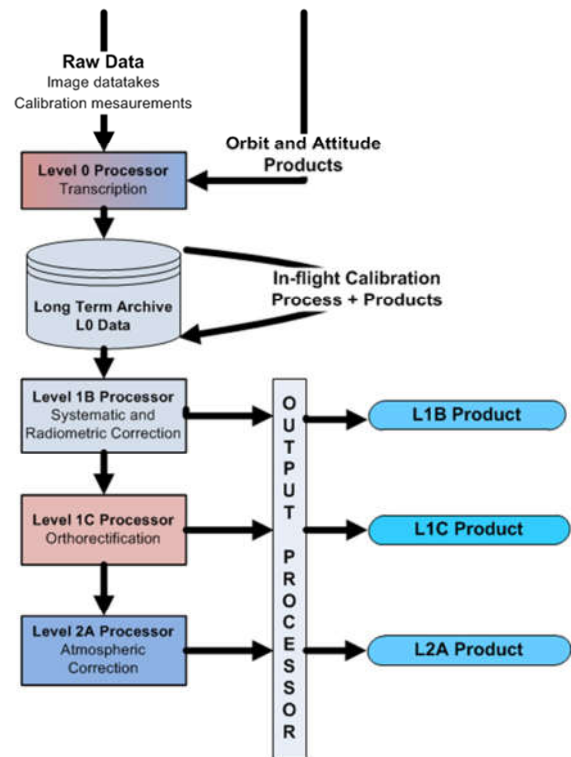 Raw Data
Image datatakes
Calibration mesaurements
Orbit and Attitude
Products
Level 0 Processor
Transcription
Long Term Archive
L0 Data
In-flight Calibration
Process + Products
Level 1B Processor
Systematic and
Radiometric Correction
OUTPUT PROCESSOR
L1B Product
Level 1C Processor
Orthorectification
L1C Product
Level 2A Processor
Atmospheric
Correction
L2A Product